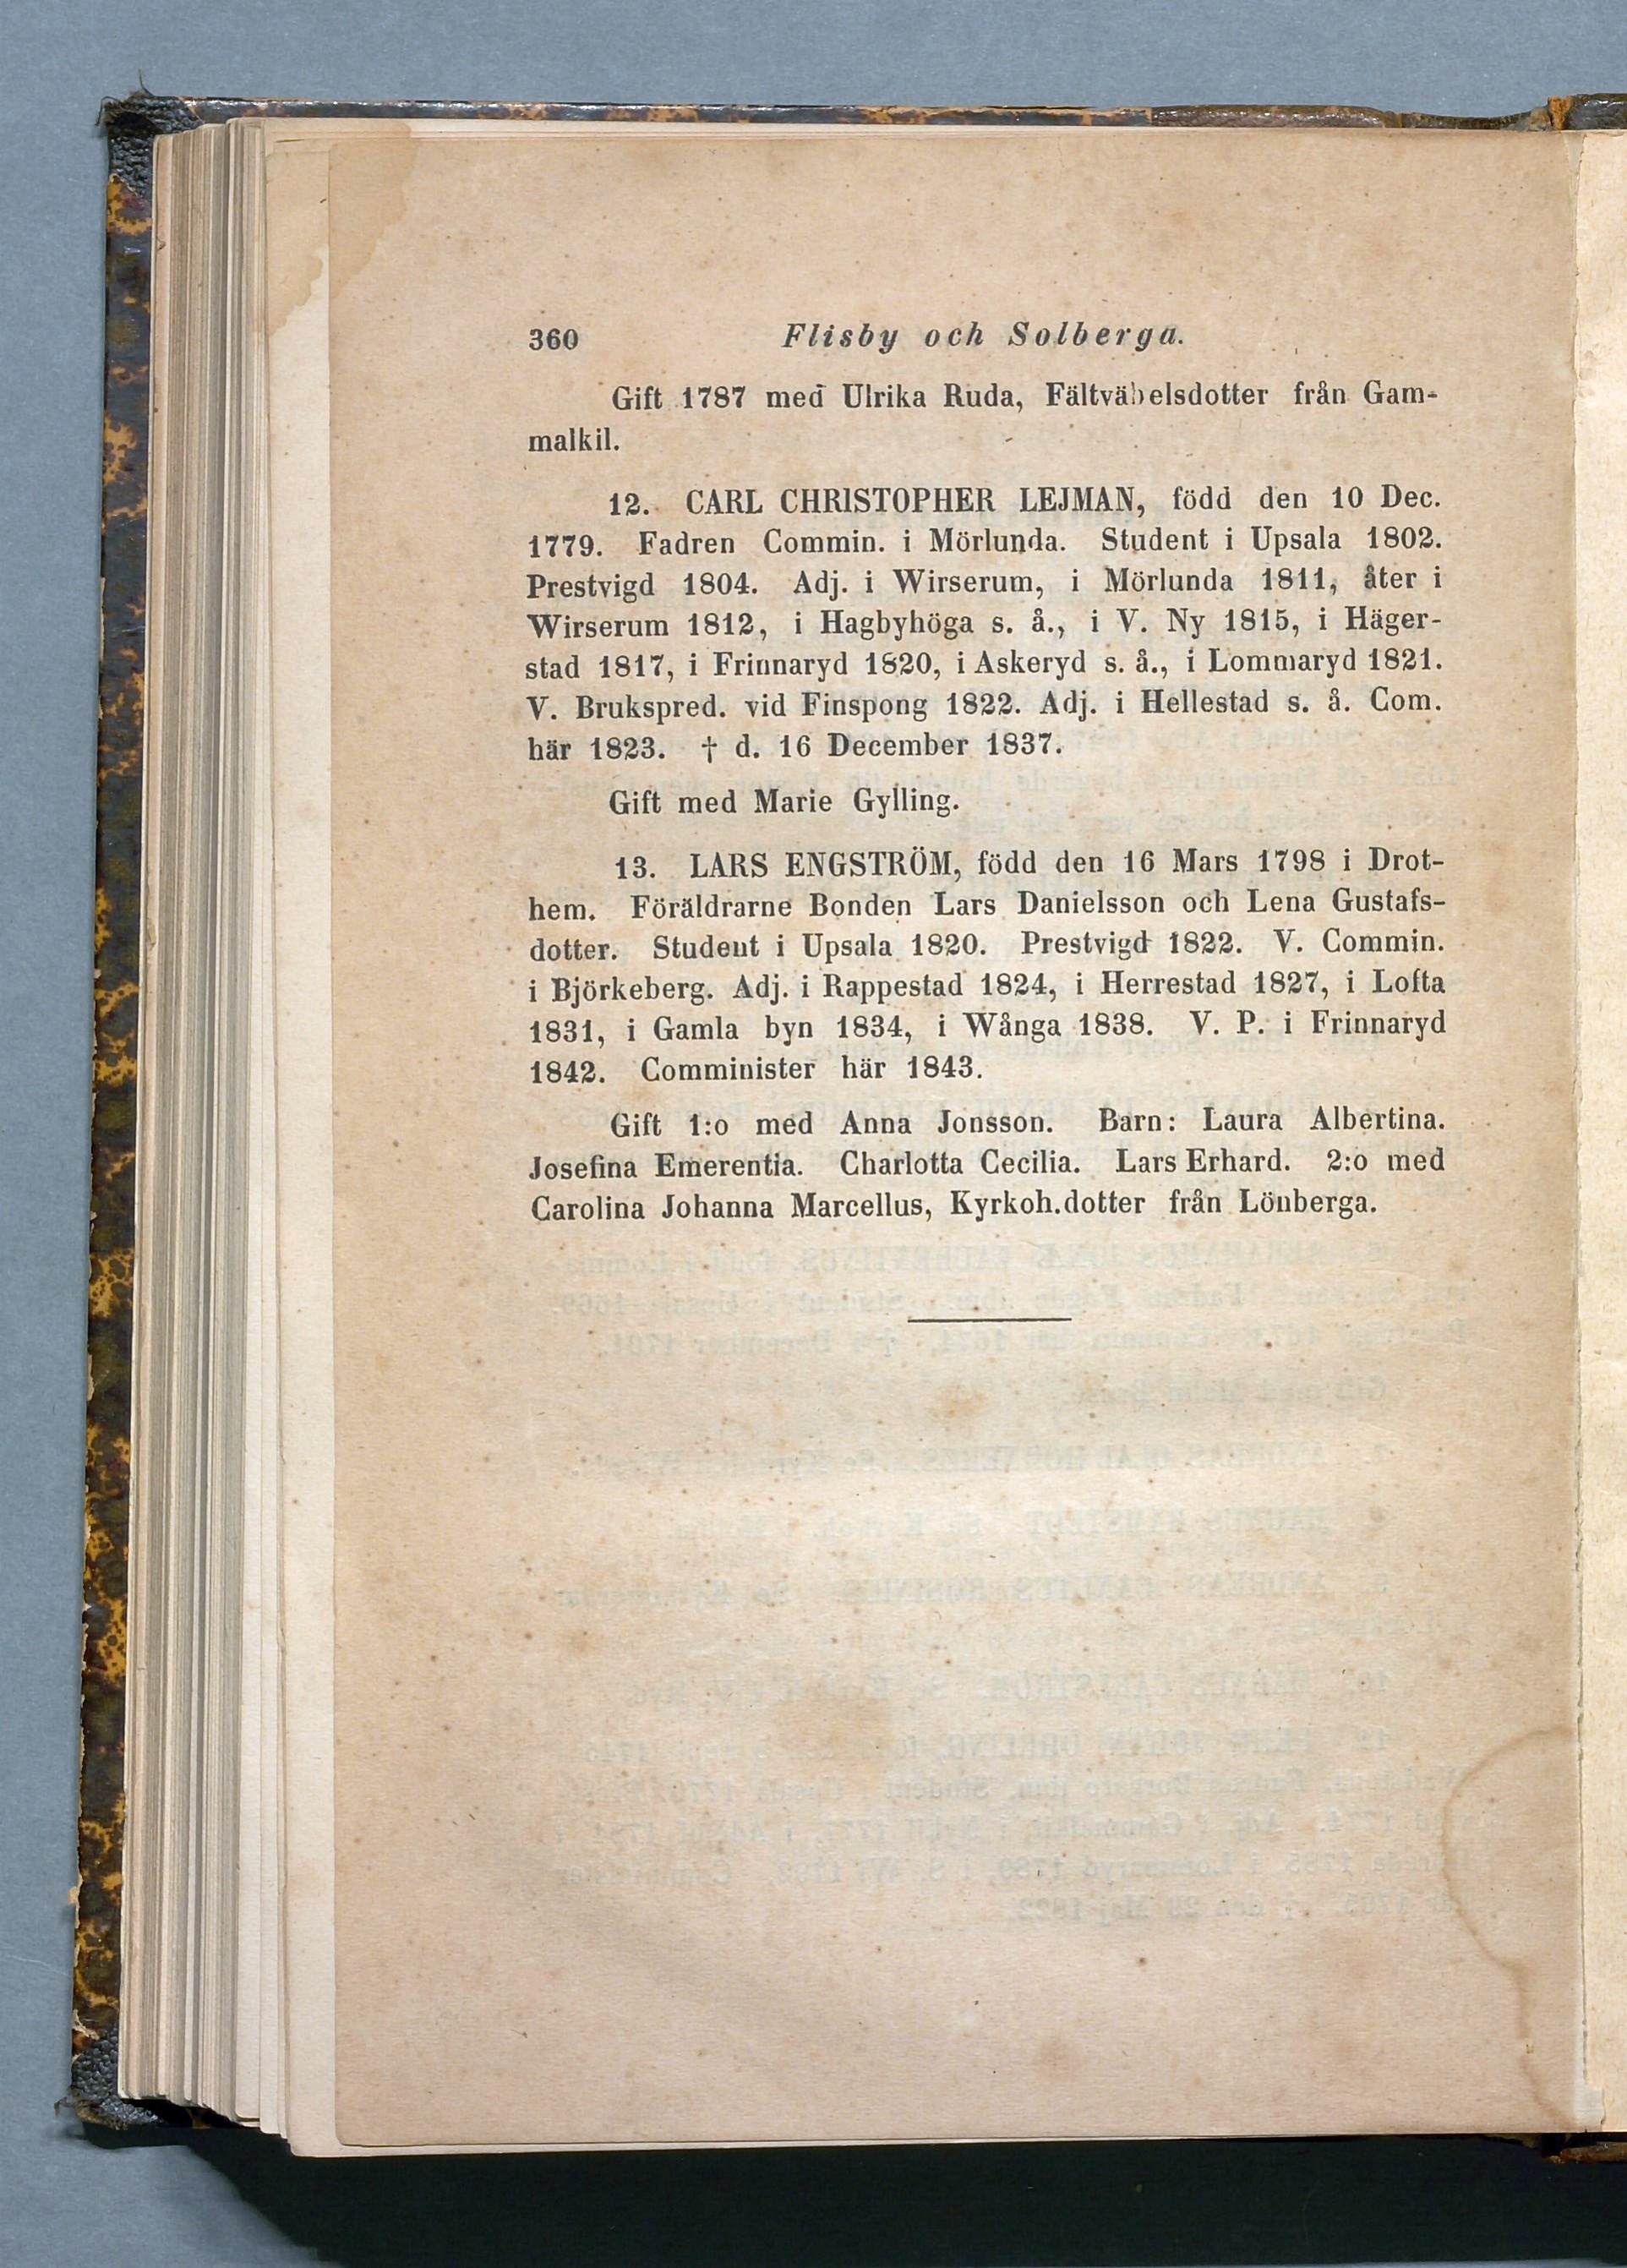 360 Flisby och Solberga.
Gift 1787 med Ulrika Ruda, Fältväbelsdotter från Gam-
malkil.
12. CARL CHRISTOPHER LEJMAN, född den 10 Dec.
1779. Fadren Commin. i Mörlunda. Student i Upsala 1802.
Prestvigd 1804. Adj. i Wirserum, i Mörlunda 1811, åter i
Wirserum 1812, i Hagbyhöga s. å., i V. Ny 1815, i Häger-
stad 1817, i Frinnaryd 1820, i Askeryd s. å., i Lommaryd 1821.
V. Brukspred. vid Finspong 1822. Adj. i Hellestad s. å. Com.
här 1823. † d. 16 December 1837.
Gift med Marie Gylling.
13. LARS ENGSTRÖM, född den 16 Mars 1798 i Drot-
hem. Föräldrarne Bonden Lars Danielsson och Lena Gustafs-
dotter. Student i Upsala 1820. Prestvigd 1822. V. Commin.
i Björkeberg. Adj. i Rappestad 1824, i Herrestad 1827, i Lofta
1831, i Gamla byn 1834, i Wånga 1838. V. P. i Frinnaryd
1842. Comminister här 1843.
Gift 1:o med Anna Jonsson. Barn: Laura Albertina.
Josefina Emerentia. Charlotta Cecilia. Lars Erhard. 2:o med
Carolina Johanna Marcellus, Kyrkoh.dotter från Lönberga.